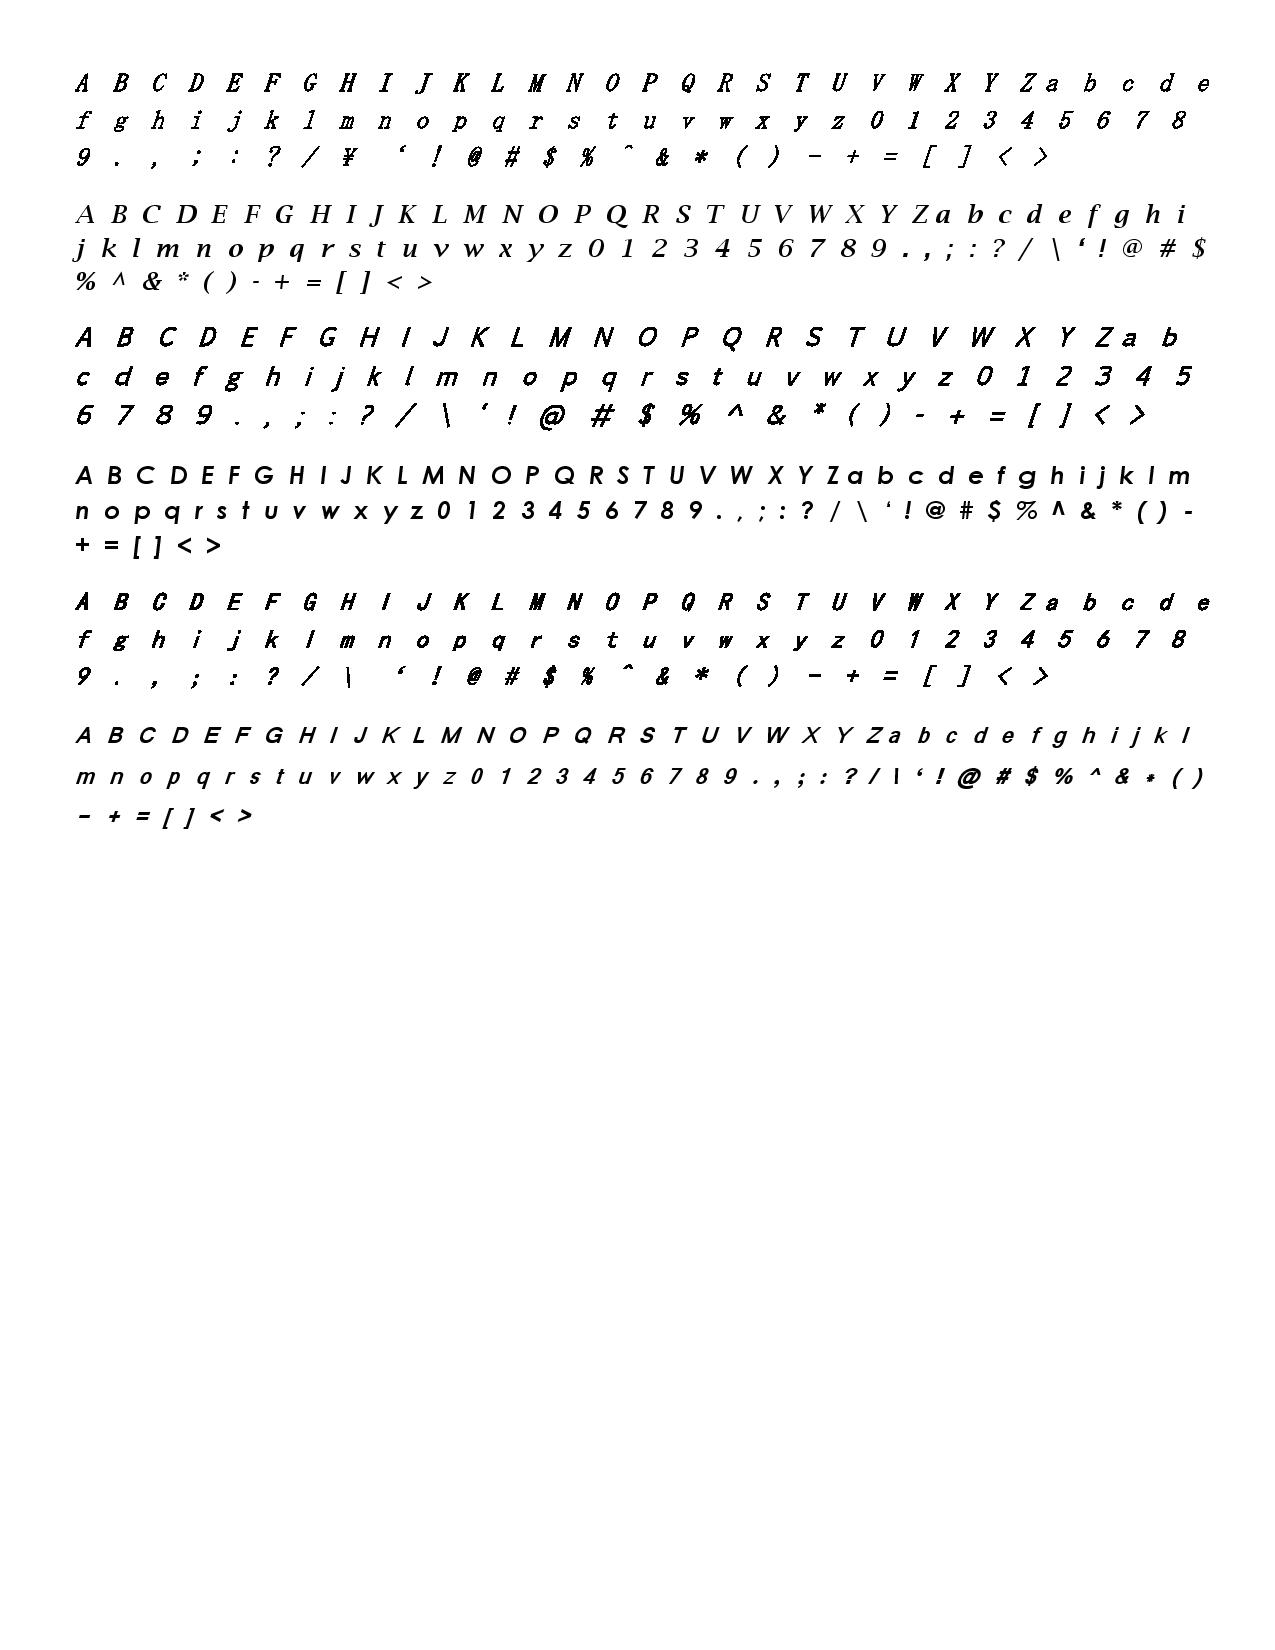 A B C D E F G H I J K L M N O P Q R S T U V W X Y Z a b c d e
f g h i j k l m n o p q r s t u v w x y z 0 1 2 3 4 5 6 7 8
9 . , ; : ? / ¥ ‘ ! @ # $ % ^ & * ( ) − + = [ ] < >
A B C D E F G H I J K L M N O P Q R S T U V W X Y Z a b c d e f g h i
j k l m n o p q r s t u v w x y z 0 1 2 3 4 5 6 7 8 9 . , ; : ? / \ ‘ ! @ # $
% ^ & * ( ) - + = [ ] < >
A B C D E F G H I J K L M N O P Q R S T U V W X Y Z a b
c d e f g h i j k l m n o p q r s t u v w x y z 0 1 2 3 4 5
6 7 8 9 . , ; : ? / \ ‘ ! @ # $ % ^ & * ( ) - + = [ ] < >
A B C D E F G H I J K L M N O P Q R S T U V W X Y Z a b c d e f g h i j k l m
n o p q r s t u v w x y z 0 1 2 3 4 5 6 7 8 9 . , ; : ? / \ ‘ ! @ # $ % ^ & * ( ) -
+ = [ ] < >
A B C D E F G H I J K L M N O P Q R S T U V W X Y Z a b c d e
f g h i j k l m n o p q r s t u v w x y z 0 1 2 3 4 5 6 7 8
9 . , ; : ? / \ ‘ ! @ # $ % ^ & * ( ) − + = [ ] < >
A B C D E F G H I J K L M N O P Q R S T U V W X Y Z a b c d e f g h i j k l
m n o p q r s t u v w x y z 0 1 2 3 4 5 6 7 8 9 . , ; : ? / \ ‘ ! @ # $ % ^ & * ( )
− + = [ ] < >